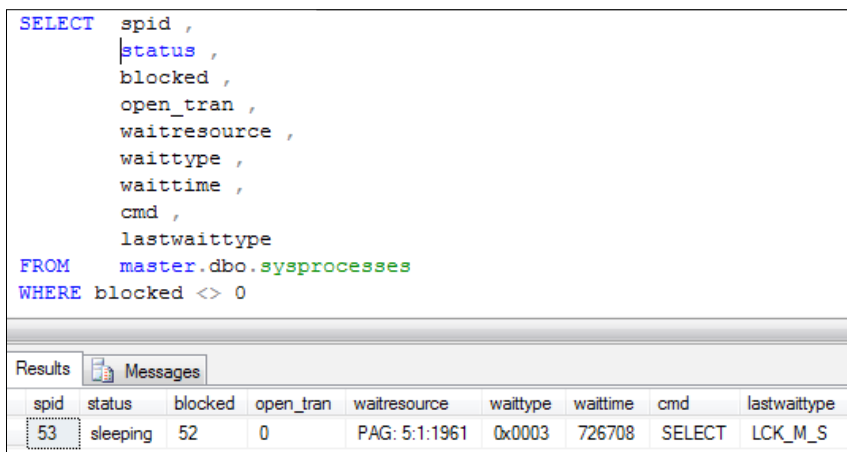 SELECT  spid ,
        status ,
        blocked ,
        open_tran ,
        waitresource ,
        waittype ,
        waittime ,
        cmd ,
        lastwaittype
FROM    master.dbo.sysprocesses
WHERE blocked <> 0
Results Messages
spid status blocked open_tran waitresource waittype waittime cmd lastwaittype
53 sleeping 52 0 PAG: 5:1:1961 0x0003 726708 SELECT LCK_M_S